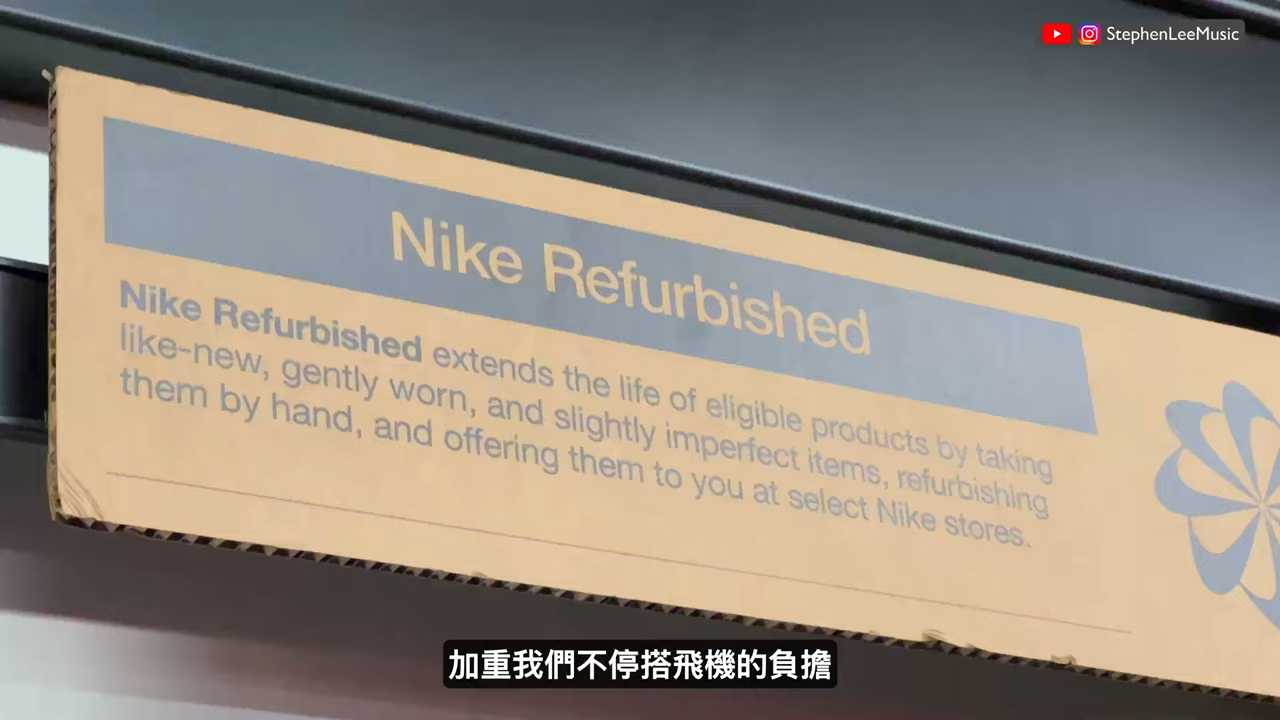 StephenLeeMusic
Nike Refurbished
Nike Refurbished extends the life of eligible products by taking
like-new, gently worn, and slightly imperfect items, refurbishing
them by hand, and offering them to you at select Nike stores.
加重我們不停搭飛機的負擔